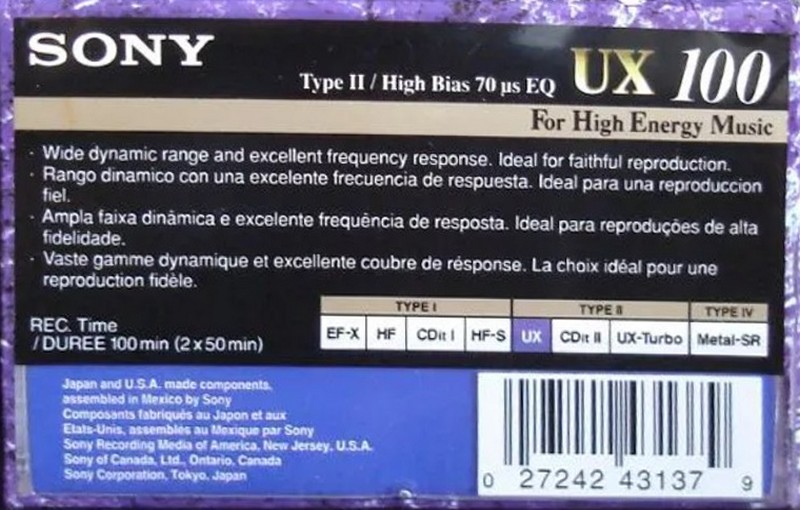 SONY
Type II / High Bias 70 µs EQ UX 100
For High Energy Music
· Wide dynamic range and excellent frequency response. Ideal for faithful reproduction.
· Rango dinamico con una excelente frecuencia de respuesta. Ideal para una reproduccion
fiel.
· Ampla faixa dinâmica e excelente frequência de resposta. Ideal para reproduções de alta
fidelidade.
· Vaste gamme dynamique et excellente coubre de résponse. La choix idéal pour une
reproduction fidèle.
TYPE I TYPE II TYPE IV
EF-X HF CDit I HF-S UX CDit II UX-Turbo Metal-SR
REC. Time
/DUREE 100 min (2 x 50 min)
Japan and U.S.A. made components,
assembled in Mexico by Sony
Composants fabriqués au Japon et aux
Etats-Unis, assemblés au Mexique par Sony
Sony Recording Media of America, New Jersey, U.S.A.
Sony of Canada, Ltd., Ontario, Canada
Sony Corporation, Tokyo, Japan
0 27242 43137 9